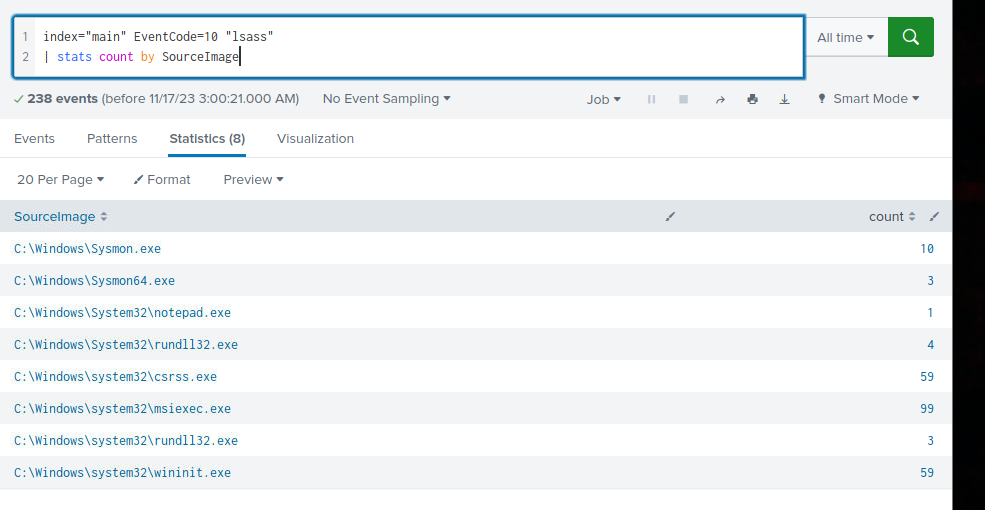 1 index="main" EventCode=10 "lsass"
2 | stats count by SourceImage
All time
238 events (before 11/17/23 3:00:21.000 AM) No Event Sampling Job Smart Mode
Events Patterns Statistics (8) Visualization
20 Per Page Format Preview
SourceImage count
C:\Windows\Sysmon.exe 10
C:\Windows\Sysmon64.exe 3
C:\Windows\System32\notepad.exe 1
C:\Windows\System32\rundll32.exe 4
C:\Windows\system32\csrss.exe 59
C:\Windows\system32\msiexec.exe 99
C:\Windows\system32\rundll32.exe 3
C:\Windows\system32\wininit.exe 59